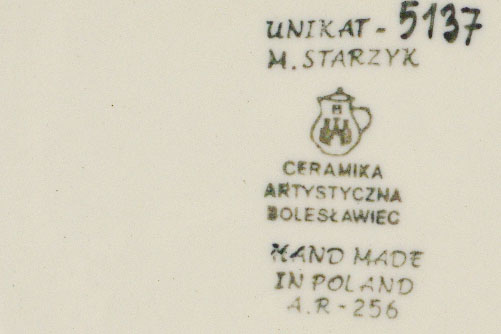 UNIKAT - 5137
M. STARZYK
B
CERAMIKA
ARTYSTYCZNA
BOLESŁAWIEC
HAND MADE
IN POLAND
A.R - 256